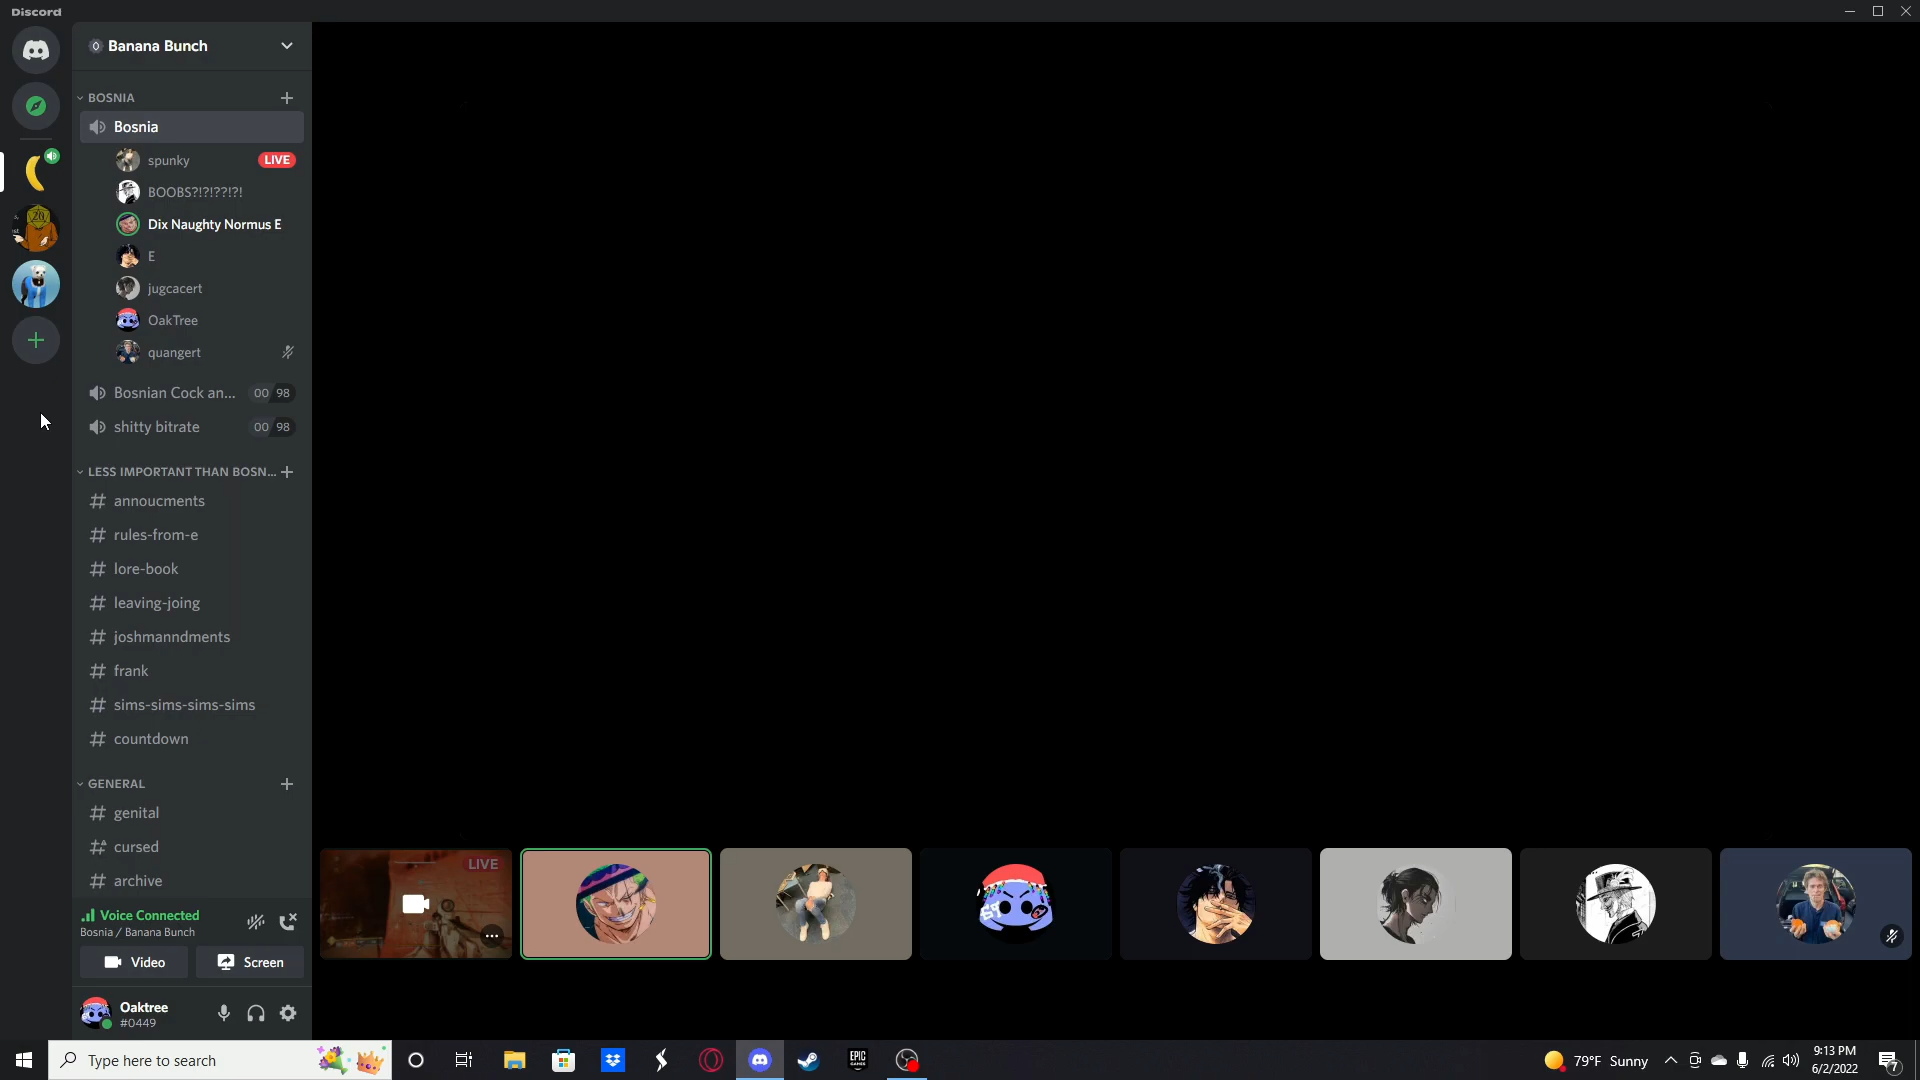 Discord
Banana Bunch
BOSNIA
Bosnia
spunky LIVE
BOOBS?!?!??!?!
Dix Naughty Normus E
E
jugcacert
OakTree
quangert
Bosnian Cock an... 00 98
shitty bitrate 00 98
LESS IMPORTANT THAN BOSN...
annoucments
rules-from-e
lore-book
leaving-joing
joshmanndments
frank
sims-sims-sims-sims
countdown
GENERAL
genital
cursed
archive
LIVE
Voice Connected
Bosnia / Banana Bunch
Video Screen
Oaktree
#0449
Type here to search
EPIC
GAMES
79°F Sunny
9:13 PM
6/2/2022
7